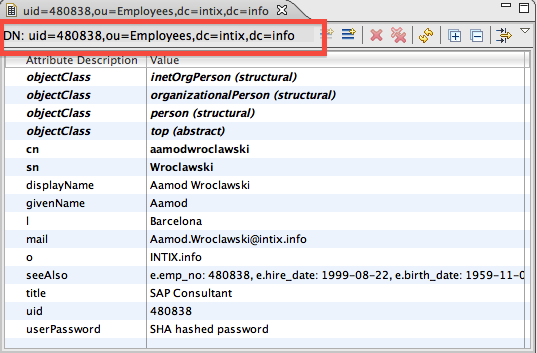 uid=480838,ou=Employees,dc=intix,dc=info
DN: uid=480838,ou=Employees,dc=intix,dc=info
Attribute Description Value
objectClass inetOrgPerson (structural)
objectClass organizationalPerson (structural)
objectClass person (structural)
objectClass top (abstract)
cn aamodwroclawski
sn Wroclawski
displayName Aamod Wroclawski
givenName Aamod
l Barcelona
mail Aamod.Wroclawski@intix.info
o INTIX.info
seeAlso e.emp_no: 480838, e.hire_date: 1999-08-22, e.birth_date: 1959-11-0
title SAP Consultant
uid 480838
userPassword SHA hashed password